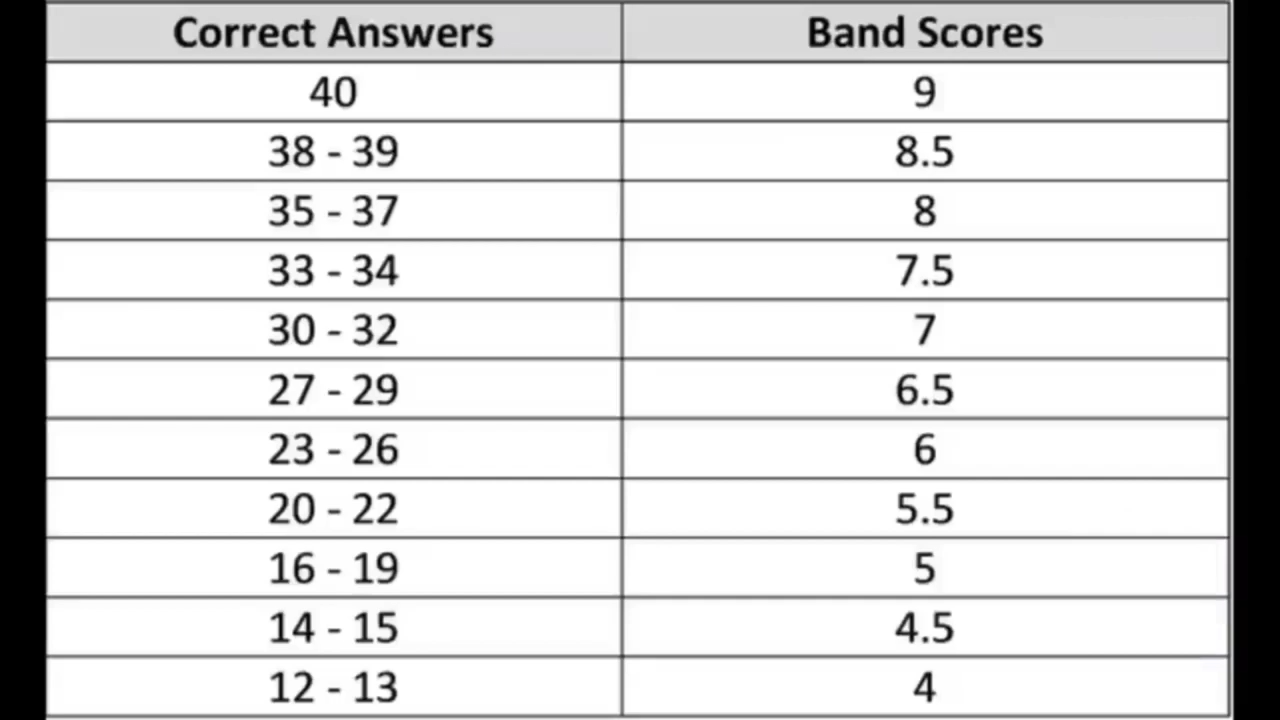 Correct Answers Band Scores
40 9
38 - 39 8.5
35 - 37 8
33 - 34 7.5
30 - 32 7
27 - 29 6.5
23 - 26 6
20 - 22 5.5
16 - 19 5
14 - 15 4.5
12 - 13 4